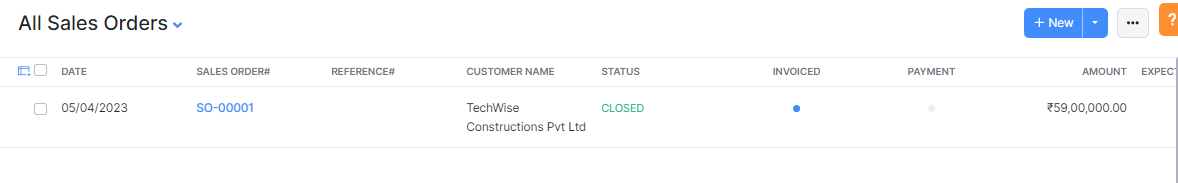 All Sales Orders
+ New
?
DATE SALES ORDER# REFERENCE# CUSTOMER NAME STATUS INVOICED PAYMENT AMOUNT EXPECT
05/04/2023 SO-00001 TechWise CLOSED ₹59,00,000.00
Constructions Pvt Ltd